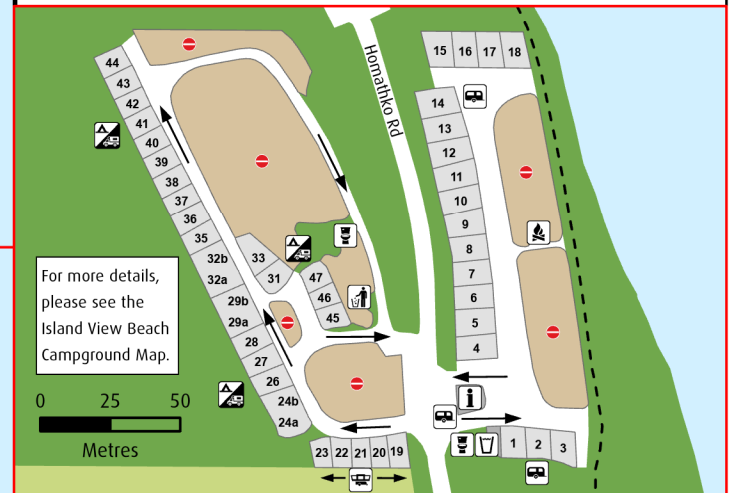 44
43
42
41
40
39
38
37
36
35
32b
32a
29b
29a
28
27
26
24b
24a
33
31
47
46
45
23 22 21 20 19
Homathko Rd
15 16 17 18
14
13
12
11
10
9
8
7
6
5
4
i
1 2 3
For more details,
please see the
Island View Beach
Campground Map.
0 25 50
Metres